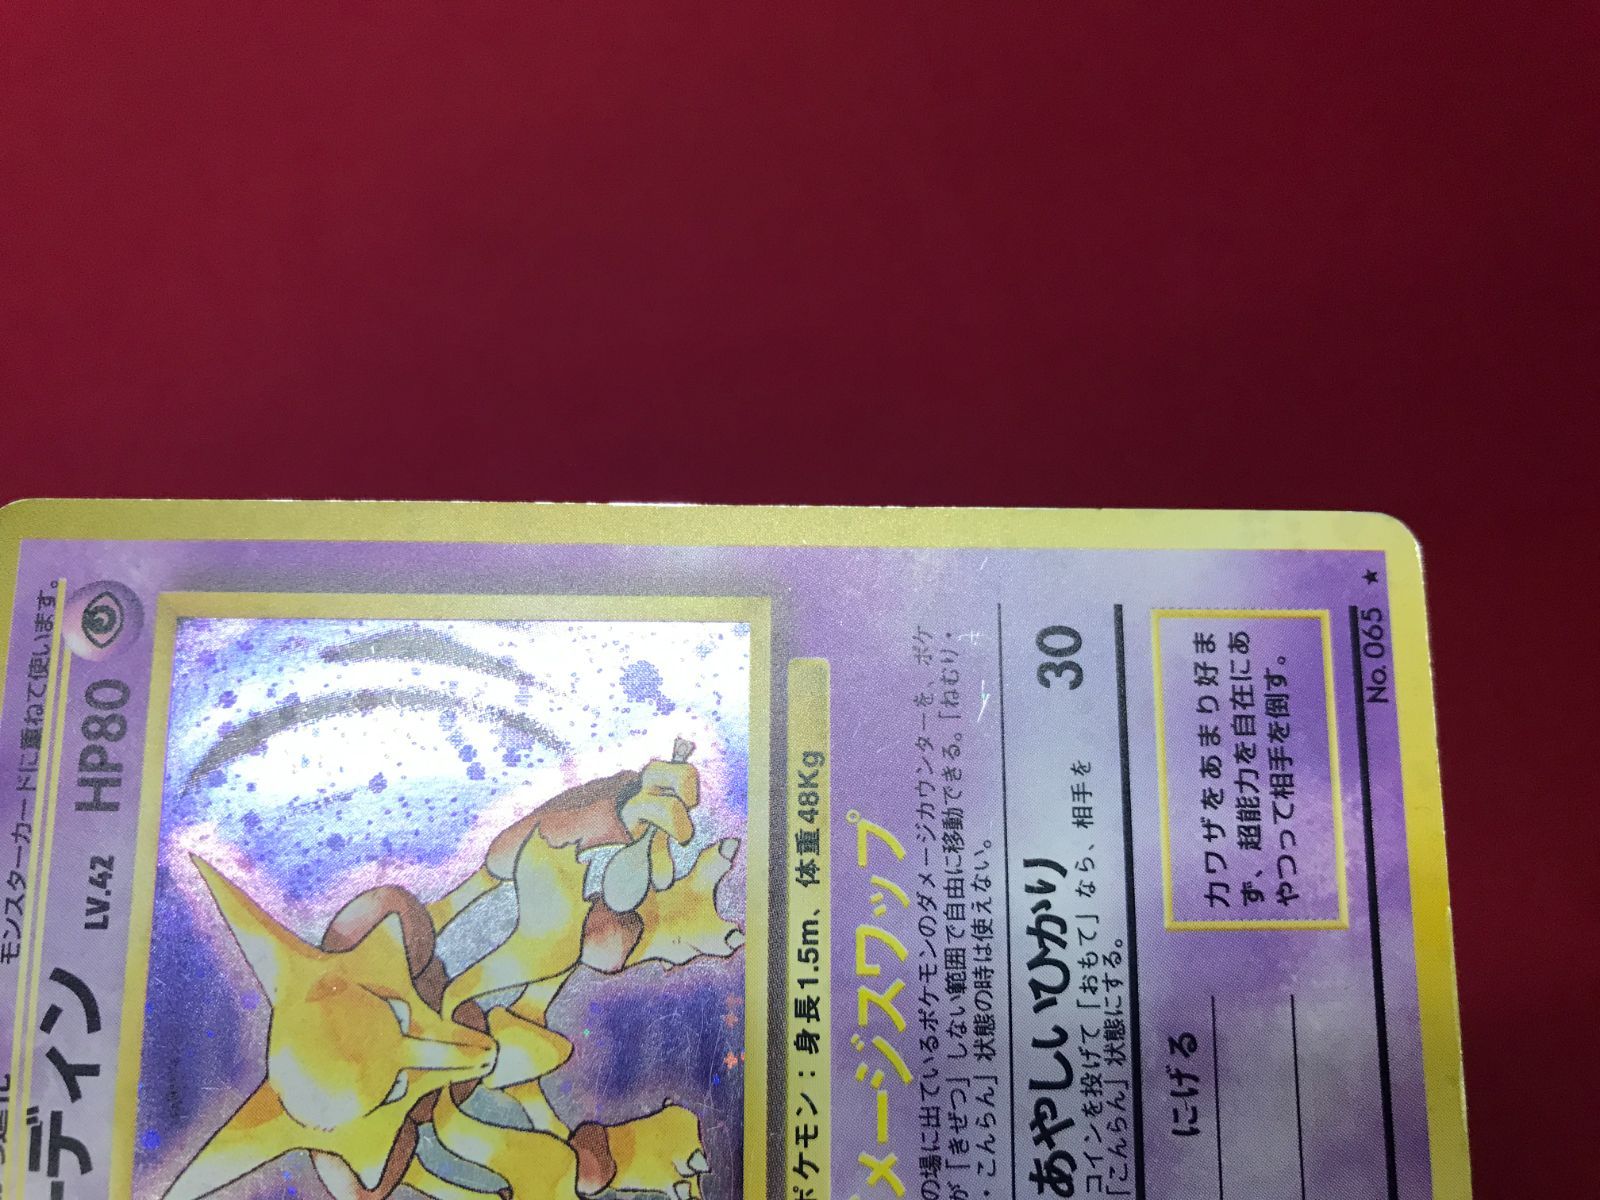 モンスターカードに重ねて使います。
ディン LV.42 HP80
ポケモン：身長1.5m、体重48Kg
メージスワップ
の場に出ているポケモンのダメージカウンターを、ポケ
が「きぜつ」しない範囲で自由に移動できる。「ねむり・
・こんらん」状態の時は使えない。
あやしいひかり 30
コインを投げて「おもて」なら、相手を
「こんらん」状態にする。
にげる
力ワザをあまり好ま
ず、超能力を自在にあ
やつって相手を倒す。
No.065 ★